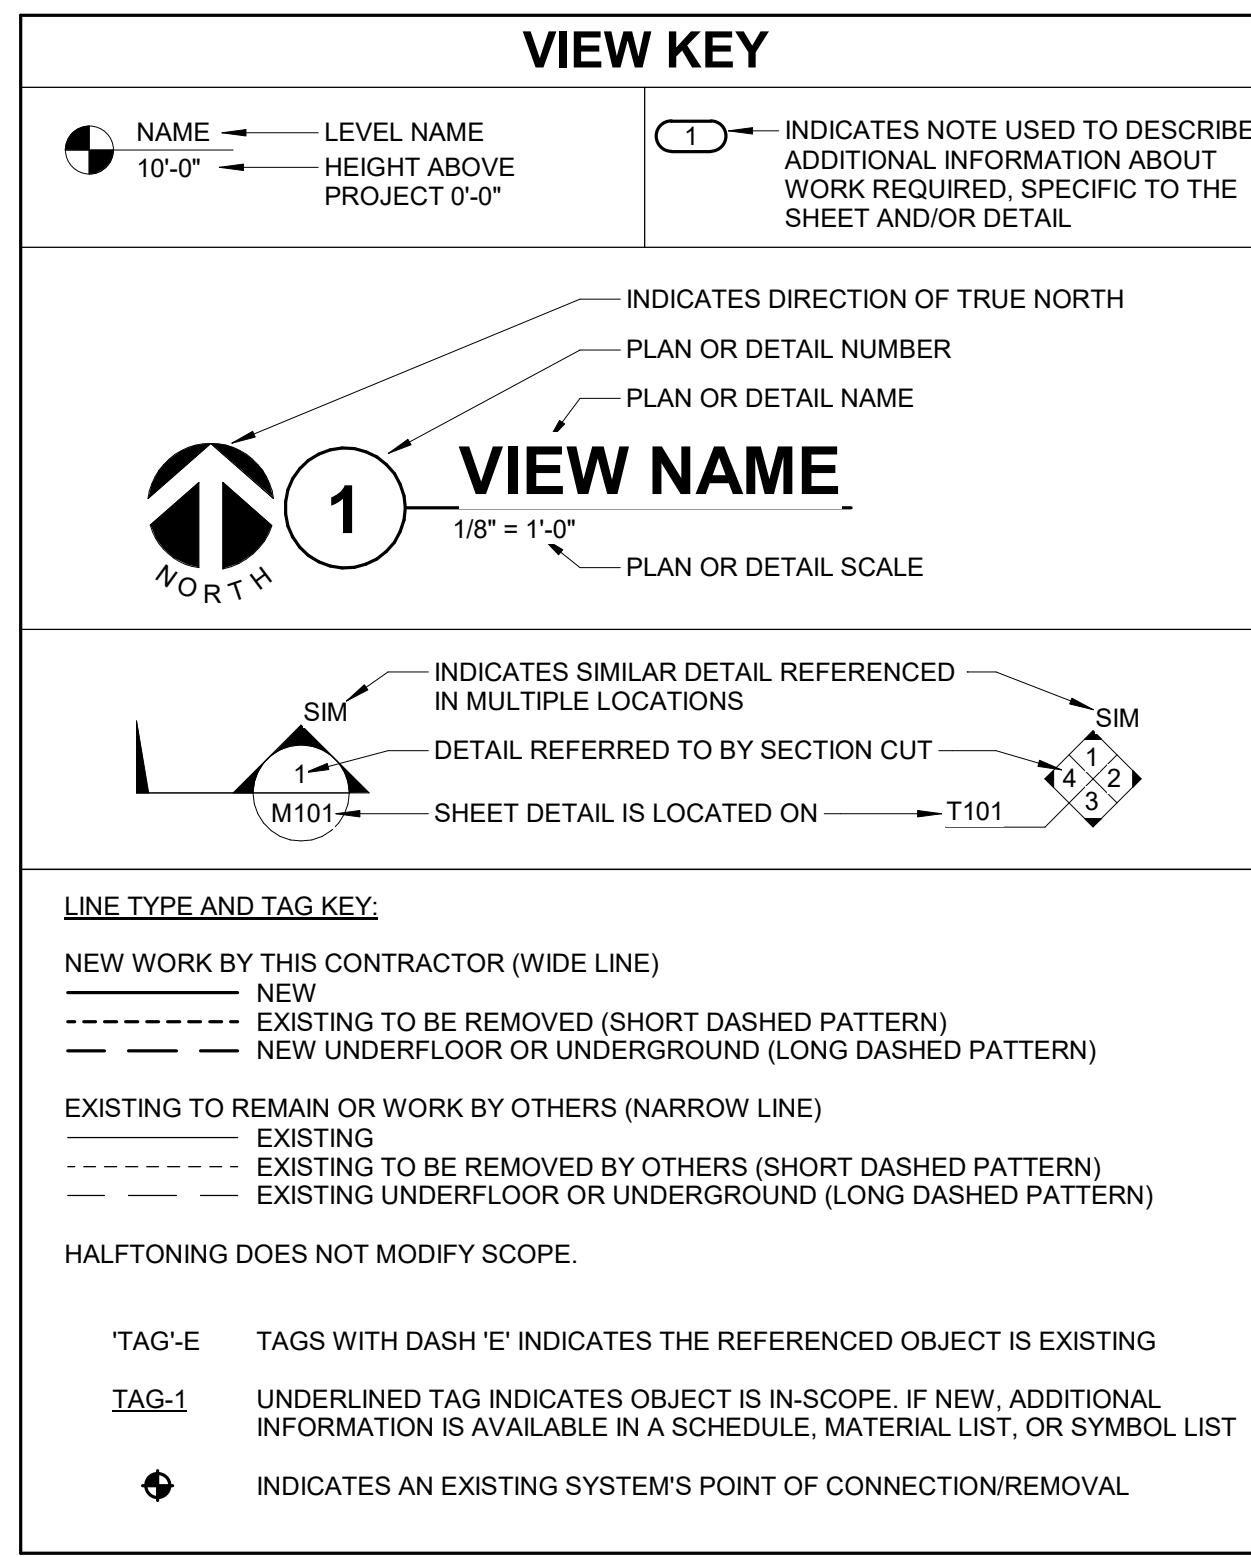 VIEW KEY
NAME
LEVEL NAME
10'-0"
HEIGHT ABOVE
PROJECT 0'-0"
1
INDICATES NOTE USED TO DESCRIBE
ADDITIONAL INFORMATION ABOUT
WORK REQUIRED, SPECIFIC TO THE
SHEET AND/OR DETAIL
INDICATES DIRECTION OF TRUE NORTH
PLAN OR DETAIL NUMBER
PLAN OR DETAIL NAME
NORTH
1
VIEW NAME
1/8" = 1'-0"
PLAN OR DETAIL SCALE
SIM
INDICATES SIMILAR DETAIL REFERENCED
IN MULTIPLE LOCATIONS
SIM
1
DETAIL REFERRED TO BY SECTION CUT
1
4 2
3
M101
SHEET DETAIL IS LOCATED ON
T101
LINE TYPE AND TAG KEY:
NEW WORK BY THIS CONTRACTOR (WIDE LINE)
NEW
EXISTING TO BE REMOVED (SHORT DASHED PATTERN)
NEW UNDERFLOOR OR UNDERGROUND (LONG DASHED PATTERN)
EXISTING TO REMAIN OR WORK BY OTHERS (NARROW LINE)
EXISTING
EXISTING TO BE REMOVED BY OTHERS (SHORT DASHED PATTERN)
EXISTING UNDERFLOOR OR UNDERGROUND (LONG DASHED PATTERN)
HALFTONING DOES NOT MODIFY SCOPE.
'TAG'-E TAGS WITH DASH 'E' INDICATES THE REFERENCED OBJECT IS EXISTING
TAG-1 UNDERLINED TAG INDICATES OBJECT IS IN-SCOPE. IF NEW, ADDITIONAL
INFORMATION IS AVAILABLE IN A SCHEDULE, MATERIAL LIST, OR SYMBOL LIST
INDICATES AN EXISTING SYSTEM'S POINT OF CONNECTION/REMOVAL